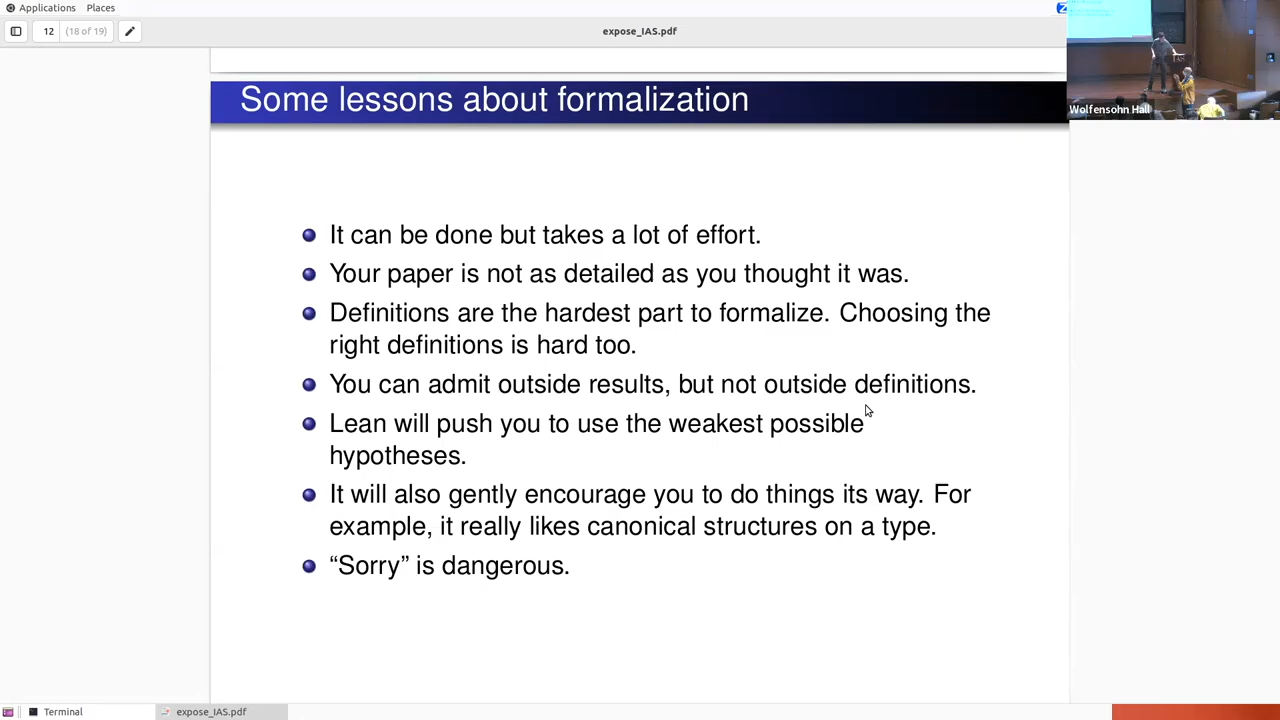 Applications Places
12 (18 of 19) expose_IAS.pdf
Wolfensohn Hall
Some lessons about formalization
It can be done but takes a lot of effort.
Your paper is not as detailed as you thought it was.
Definitions are the hardest part to formalize. Choosing the
right definitions is hard too.
You can admit outside results, but not outside definitions.
Lean will push you to use the weakest possible
hypotheses.
It will also gently encourage you to do things its way. For
example, it really likes canonical structures on a type.
“Sorry” is dangerous.
Terminal expose_IAS.pdf